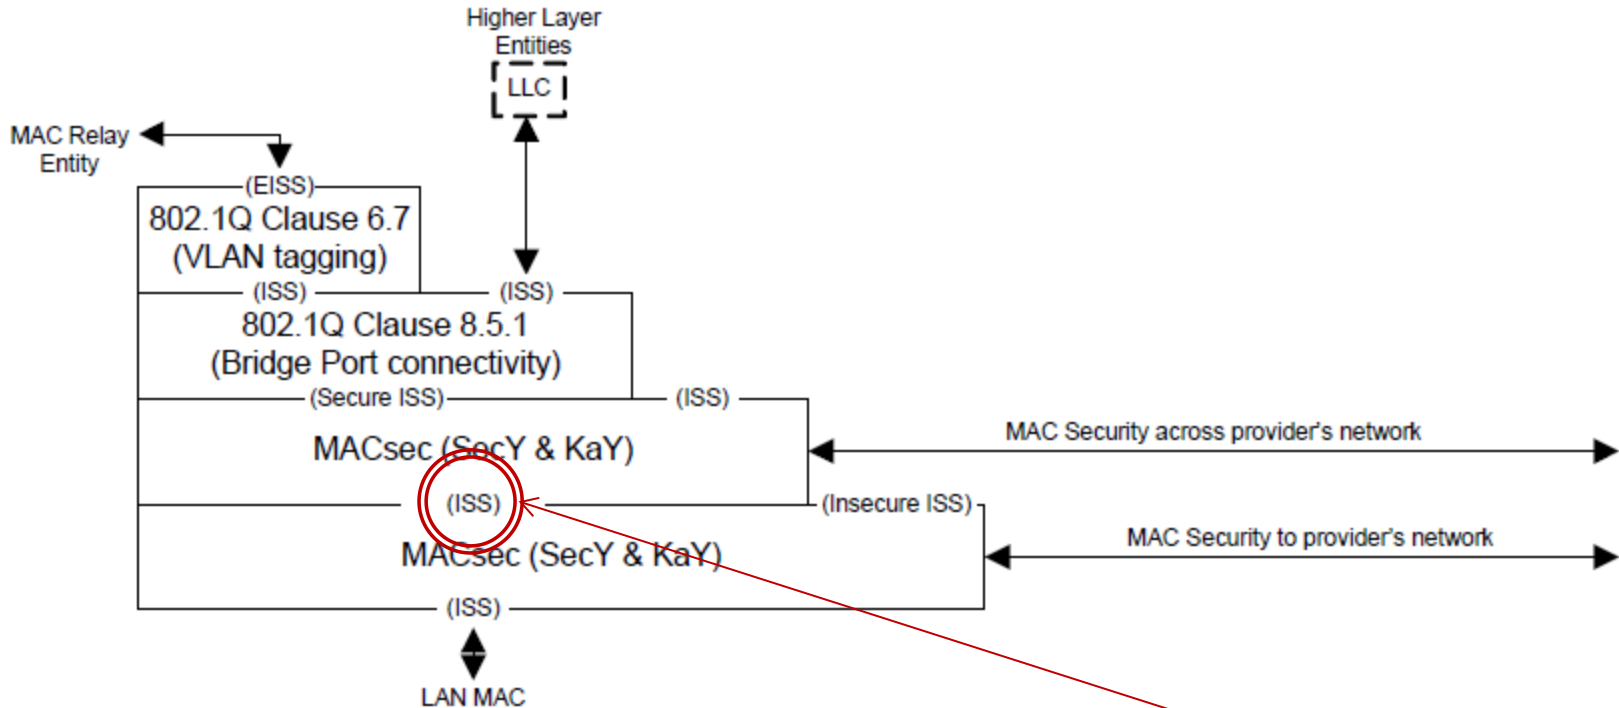 Higher Layer
Entities
LLC
MAC Relay
Entity
(EISS)
802.1Q Clause 6.7
(VLAN tagging)
(ISS)
(ISS)
802.1Q Clause 8.5.1
(Bridge Port connectivity)
(Secure ISS)
(ISS)
MACsec (SecY & KaY)
MAC Security across provider's network
(ISS)
(Insecure ISS)
MACsec (SecY & KaY)
MAC Security to provider's network
(ISS)
LAN MAC